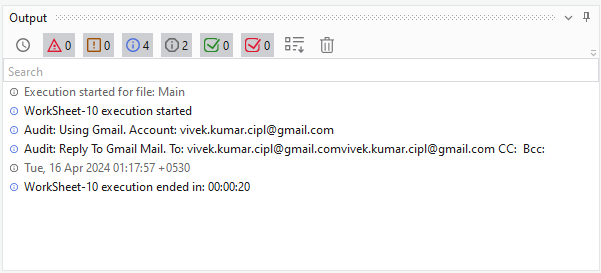 Output
0 0 4 2 0 0
Search
Execution started for file: Main
WorkSheet-10 execution started
Audit: Using Gmail. Account: vivek.kumar.cipl@gmail.com
Audit: Reply To Gmail Mail. To: vivek.kumar.cipl@gmail.comvivek.kumar.cipl@gmail.com CC:  Bcc:
Tue, 16 Apr 2024 01:17:57 +0530
WorkSheet-10 execution ended in: 00:00:20